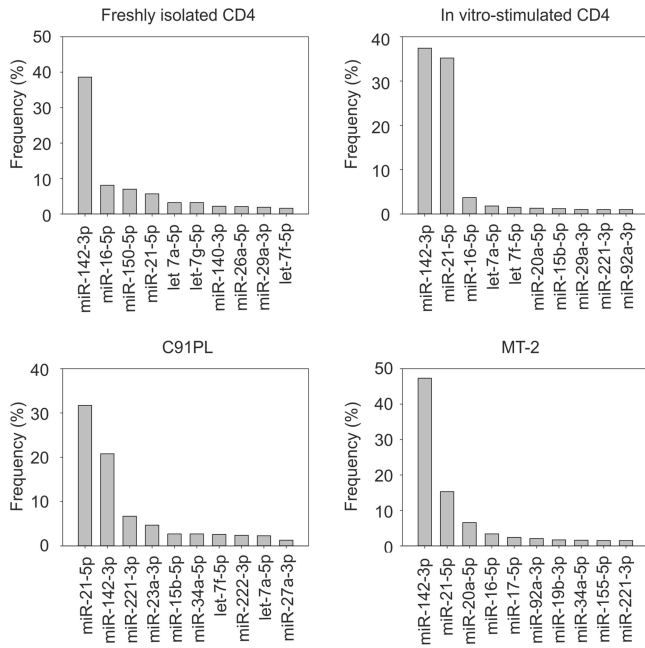 Freshly isolated CD4
Frequency (%)
50
40
30
20
10
0
miR-142-3p
miR-16-5p
miR-150-5p
miR-21-5p
let 7a-5p
let-7g-5p
miR-140-3p
miR-26a-5p
miR-29a-3p
let-7f-5p
In vitro-stimulated CD4
Frequency (%)
40
30
20
10
0
miR-142-3p
miR-21-5p
miR-16-5p
let-7a-5p
let 7f-5p
miR-20a-5p
miR-15b-5p
miR-29a-3p
miR-221-3p
miR-92a-3p
C91PL
Frequency (%)
40
30
20
10
0
miR-21-5p
miR-142-3p
miR-221-3p
miR-23a-3p
miR-15b-5p
miR-34a-5p
let-7f-5p
miR-222-3p
let-7a-5p
miR-27a-3p
MT-2
Frequency (%)
50
40
30
20
10
0
miR-142-3p
miR-21-5p
miR-20a-5p
miR-16-5p
miR-17-5p
miR-92a-3p
miR-19b-3p
miR-34a-5p
miR-155-5p
miR-221-3p